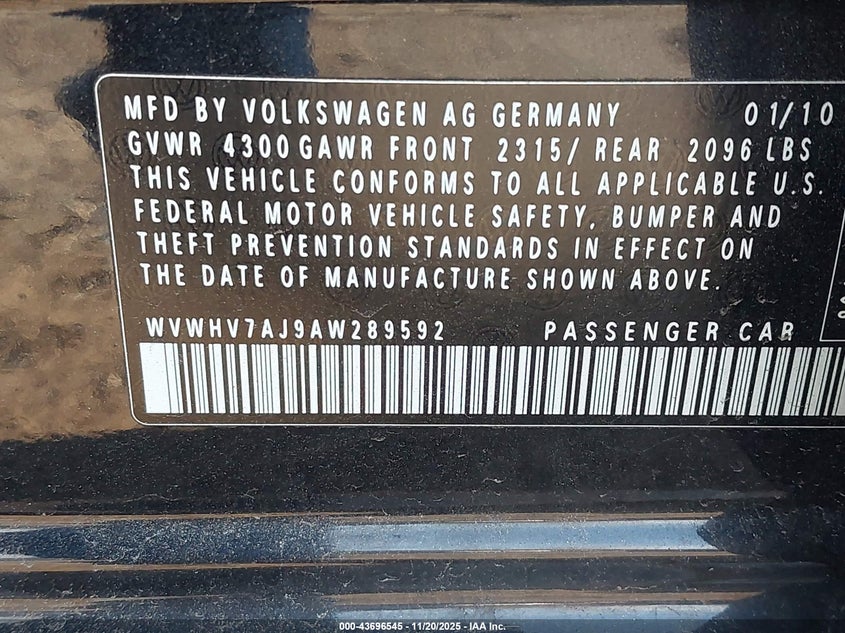 MFD BY VOLKSWAGEN AG GERMANY 01/10
GVWR 4300 GAWR FRONT 2315/ REAR 2096 LBS
THIS VEHICLE CONFORMS TO ALL APPLICABLE U.S.
FEDERAL MOTOR VEHICLE SAFETY, BUMPER AND
THEFT PREVENTION STANDARDS IN EFFECT ON
THE DATE OF MANUFACTURE SHOWN ABOVE.
WVWHV7AJ9AW289592 PASSENGER CAR
000-43696545 - 11/20/2025 - IAA Inc.